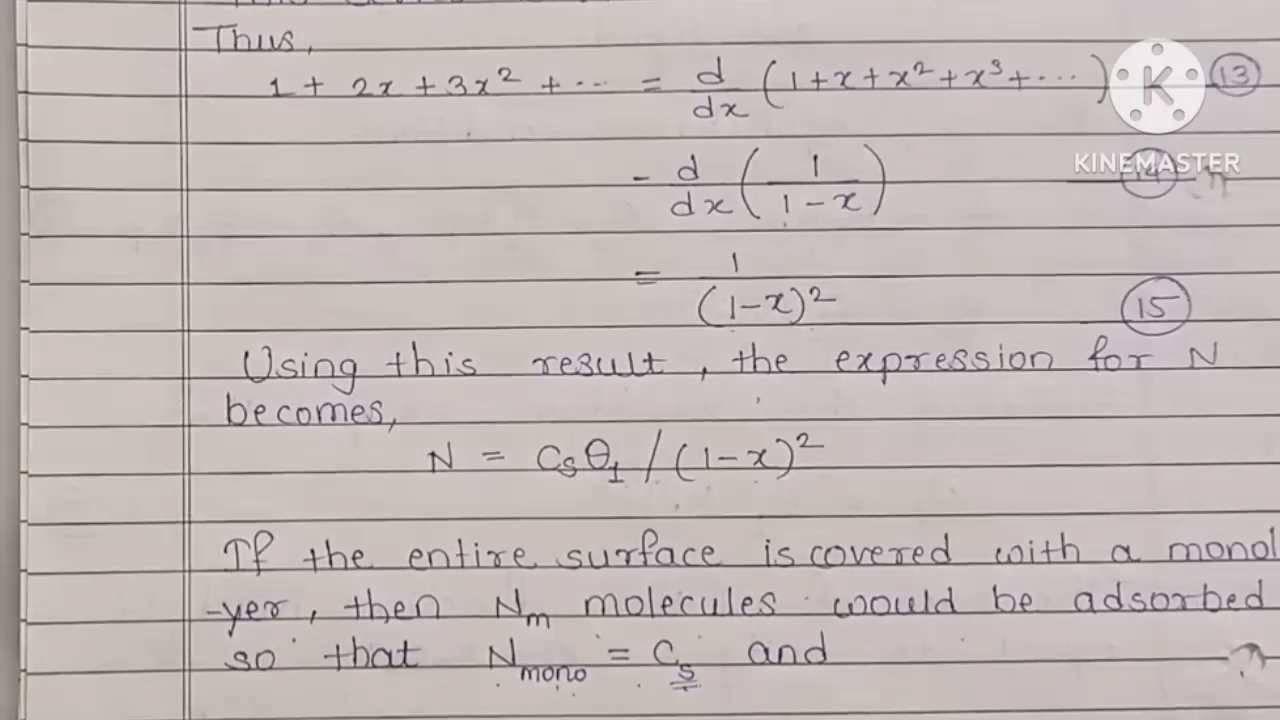 Thus,
1 + 2x + 3x² + ... = d/dx (1+x+x²+x³+...) (13)
K
KINEMASTER
- d/dx (1/(1-x))
= 1/(1-x)² (15)
Using this result, the expression for N
becomes,
N = Csθ₁ / (1-x)²
If the entire surface is covered with a monol
-yer, then Nm molecules would be adsorbed
so that Nmono = Cs and